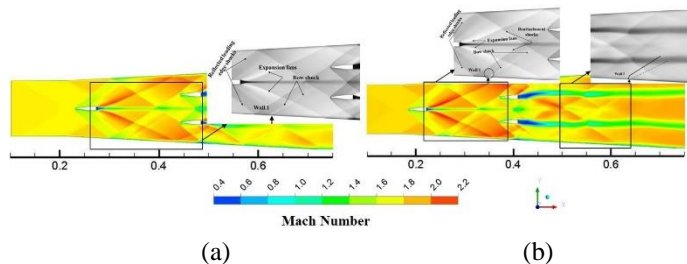 Reflected leading
edge shocks
Expansion fans
Bow shock
Wall 1
0.2
0.4
0.6
0.4
0.6
0.8
1.0
1.2
1.4
1.6
1.8
2.0
2.2
Mach Number
(a)
Reflected leading
edge shocks
Reattachment
shocks
Expansion fans
Bow shock
Wall 1
0.2
0.4
0.6
(b)